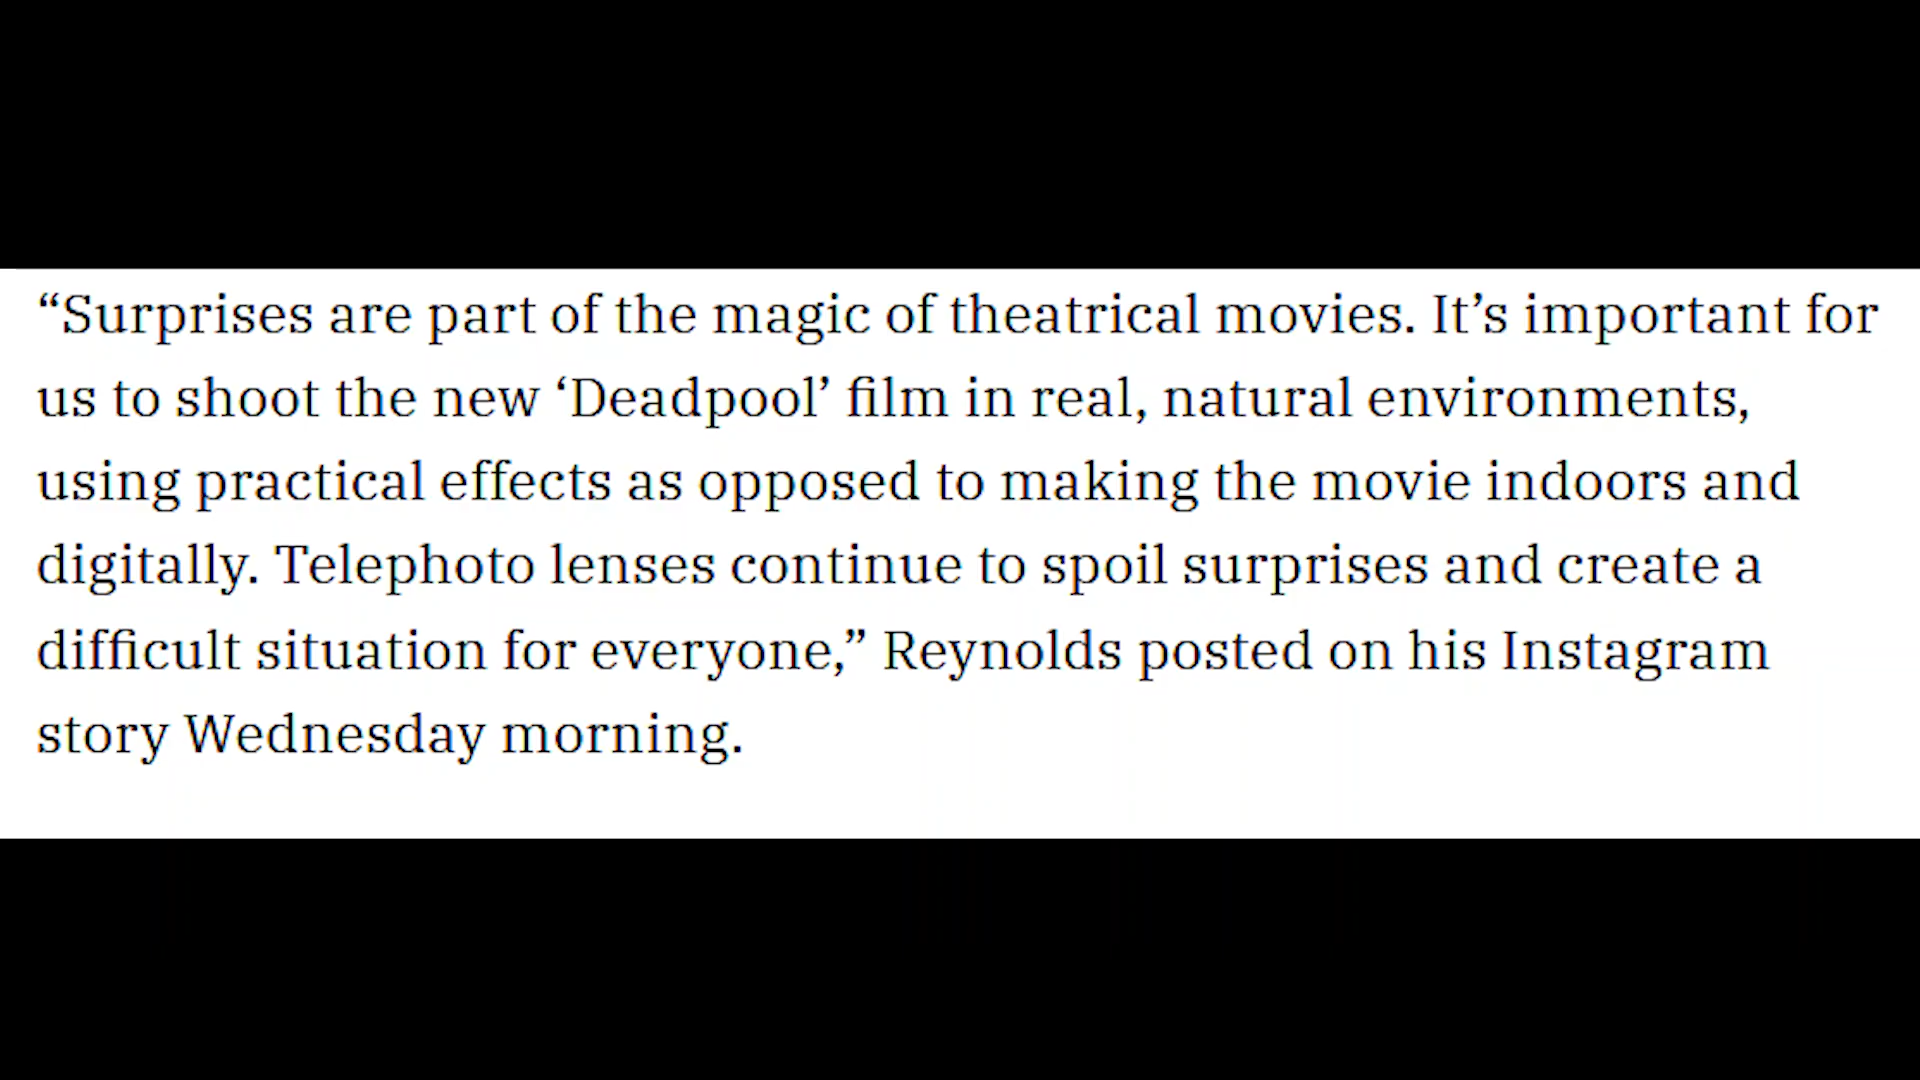 “Surprises are part of the magic of theatrical movies. It’s important for
us to shoot the new ‘Deadpool’ film in real, natural environments,
using practical effects as opposed to making the movie indoors and
digitally. Telephoto lenses continue to spoil surprises and create a
difficult situation for everyone,” Reynolds posted on his Instagram
story Wednesday morning.